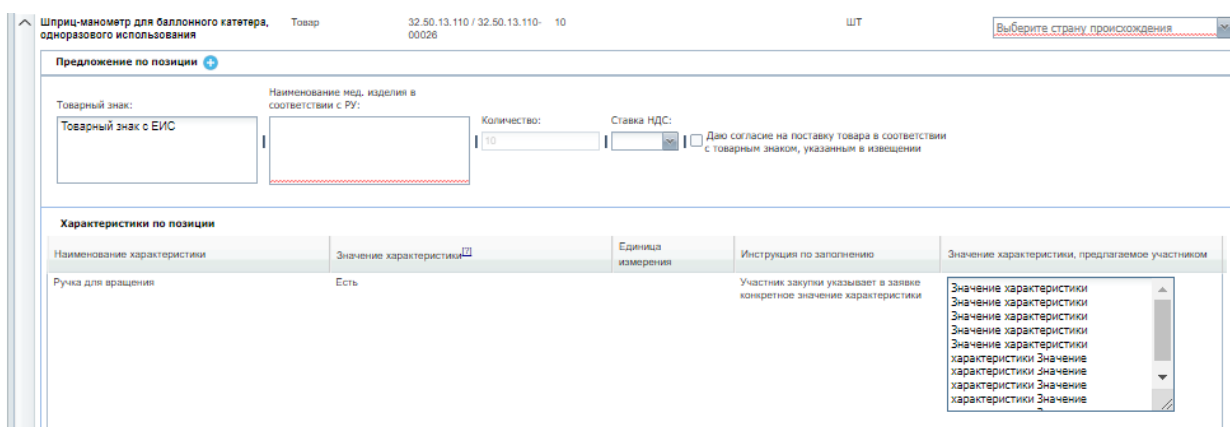 Шприц-манометр для баллонного катетера, одноразового использования
Товар
32.50.13.110 / 32.50.13.110-00026
10
ШТ
Выберите страну происхождения
Предложение по позиции
Товарный знак:
Наименование мед. изделия в соответствии с РУ:
Количество:
Ставка НДС:
Товарный знак с ЕИС
10
Даю согласие на поставку товара в соответствии
с товарным знаком, указанным в извещении
Характеристики по позиции
Наименование характеристики
Значение характеристики[?]
Единица измерения
Инструкция по заполнению
Значение характеристики, предлагаемое участником
Ручка для вращения
Есть
Участник закупки указывает в заявке
конкретное значение характеристики
Значение характеристики
Значение характеристики
Значение характеристики
Значение характеристики
Значение характеристики
характеристики Значение
характеристики Значение
характеристики Значение
характеристики Значение